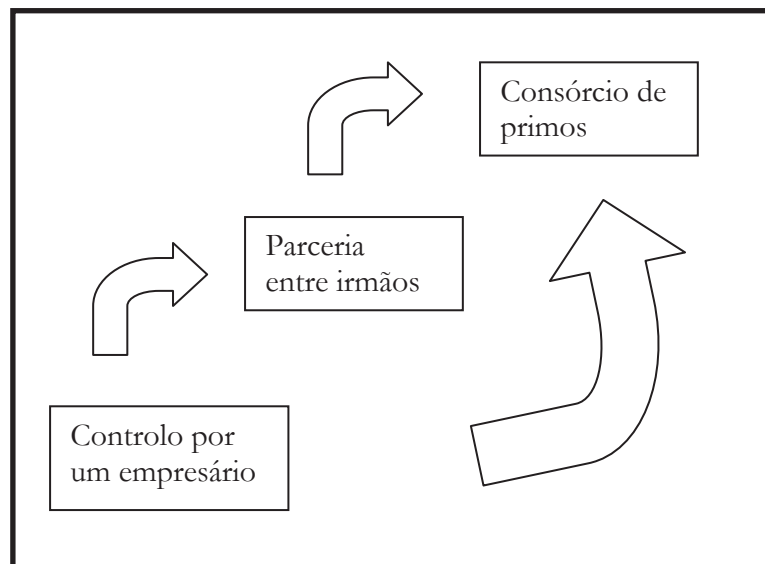 Consórcio de
primos
Parceria
entre irmãos
Controlo por
um empresário